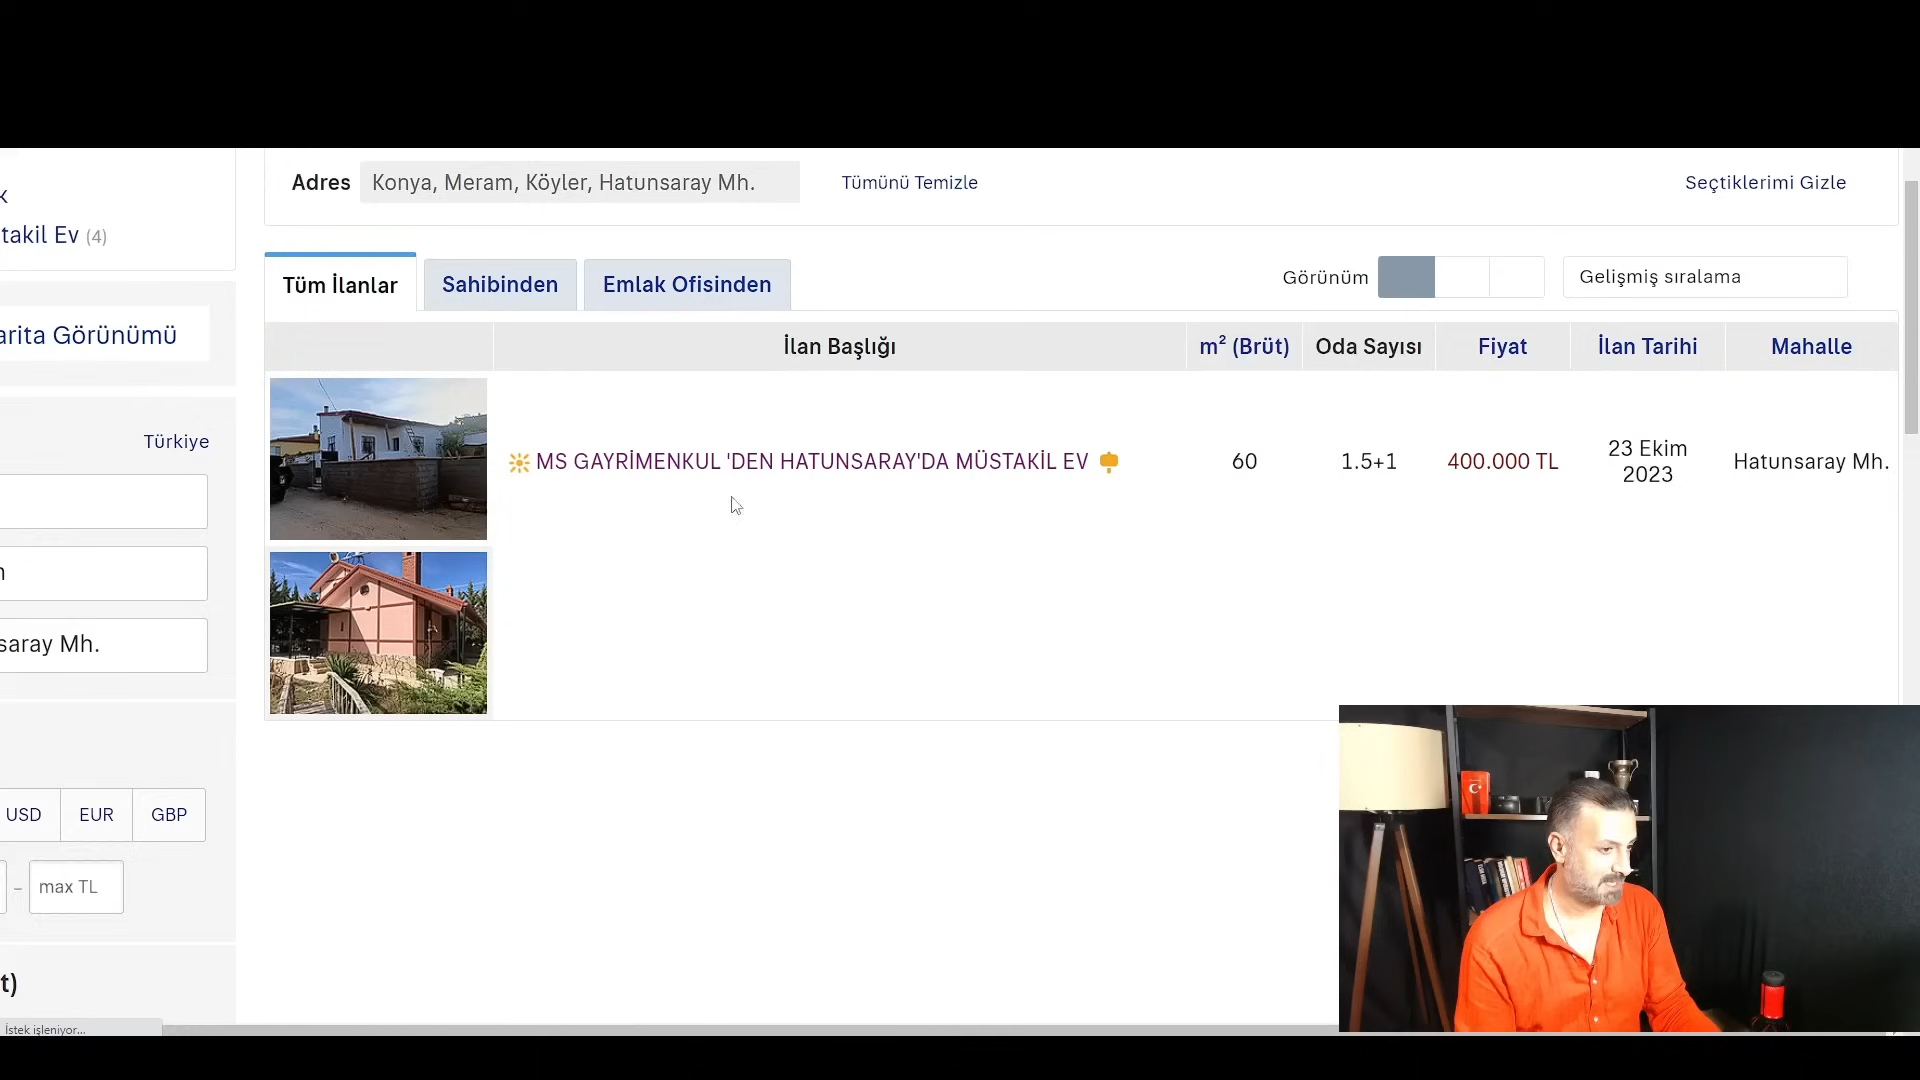 Adres Konya, Meram, Köyler, Hatunsaray Mh. Tümünü Temizle Seçtiklerimi Gizle
takil Ev (4)
Tüm İlanlar Sahibinden Emlak Ofisinden Görünüm Gelişmiş sıralama
arita Görünümü
İlan Başlığı m² (Brüt) Oda Sayısı Fiyat İlan Tarihi Mahalle
Türkiye
MS GAYRİMENKUL 'DEN HATUNSARAY'DA MÜSTAKİL EV 60 1.5+1 400.000 TL 23 Ekim
2023 Hatunsaray Mh.
saray Mh.
USD EUR GBP
– max TL
t)
İstek işleniyor...